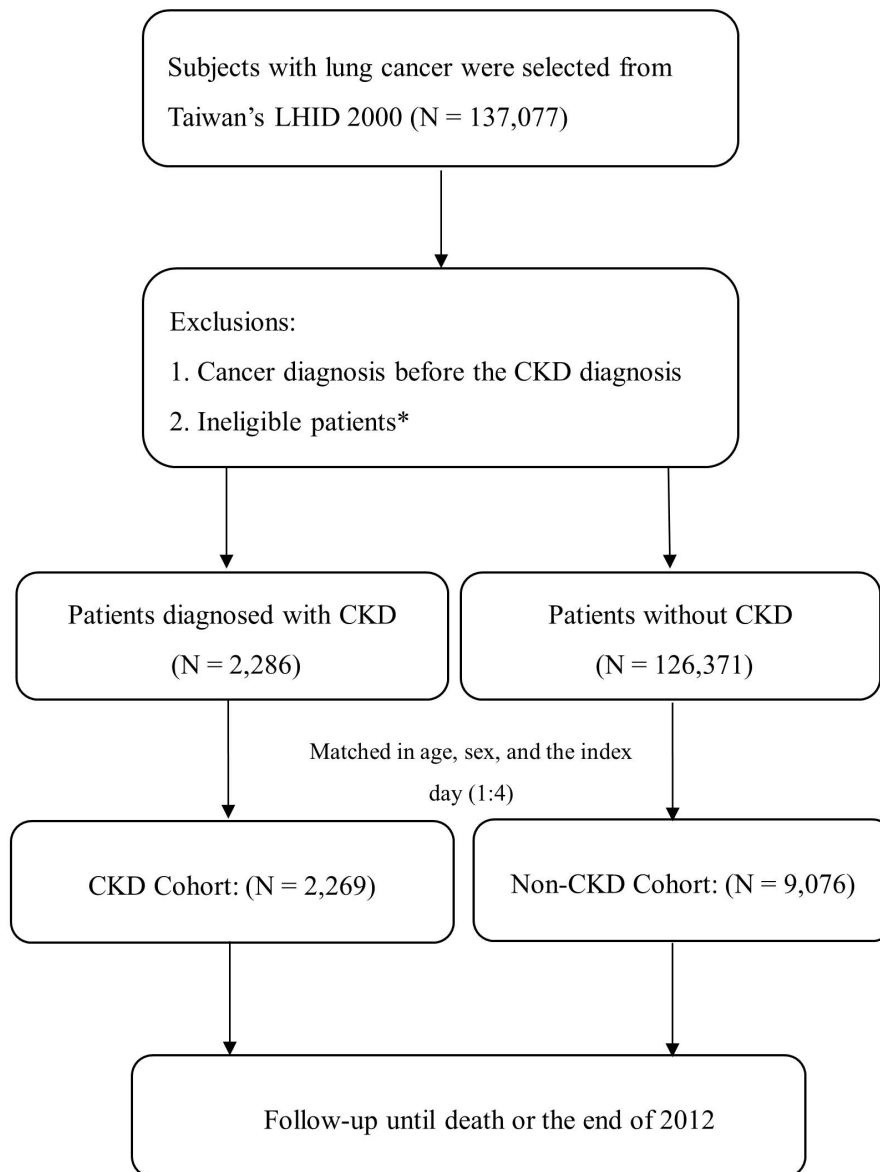 Subjects with lung cancer were selected from
Taiwan's LHID 2000 (N = 137,077)
Exclusions:
1. Cancer diagnosis before the CKD diagnosis
2. Ineligible patients*
Patients diagnosed with CKD
(N = 2,286)
Patients without CKD
(N = 126,371)
Matched in age, sex, and the index
day (1:4)
CKD Cohort: (N = 2,269)
Non-CKD Cohort: (N = 9,076)
Follow-up until death or the end of 2012